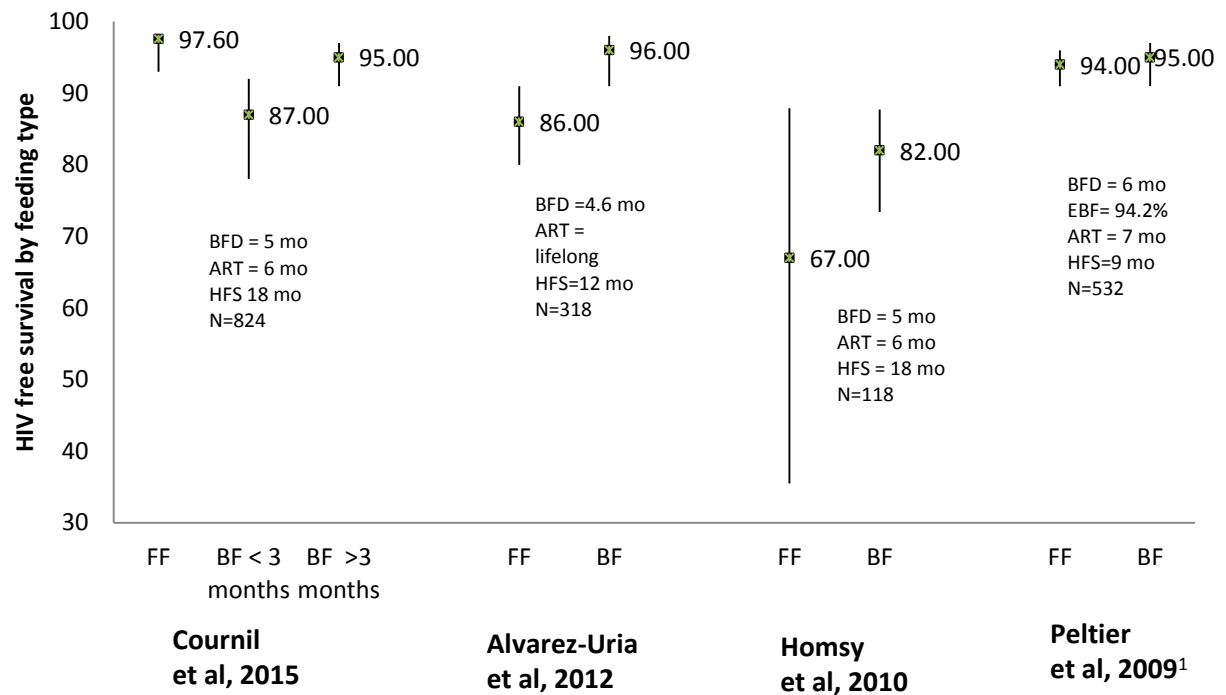 HIV free survival by feeding type
100
90
80
70
60
50
40
30
97.60
87.00
95.00
BFD = 5 mo
ART = 6 mo
HFS 18 mo
N=824
86.00
96.00
BFD =4.6 mo
ART =
lifelong
HFS=12 mo
N=318
67.00
82.00
BFD = 5 mo
ART = 6 mo
HFS = 18 mo
N=118
94.00
95.00
BFD = 6 mo
EBF= 94.2%
ART = 7 mo
HFS=9 mo
N=532
FF
BF < 3
months
BF >3
months
FF
BF
FF
BF
FF
BF
Cournil
et al, 2015
Alvarez-Uria
et al, 2012
Homsy
et al, 2010
Peltier
et al, 2009¹